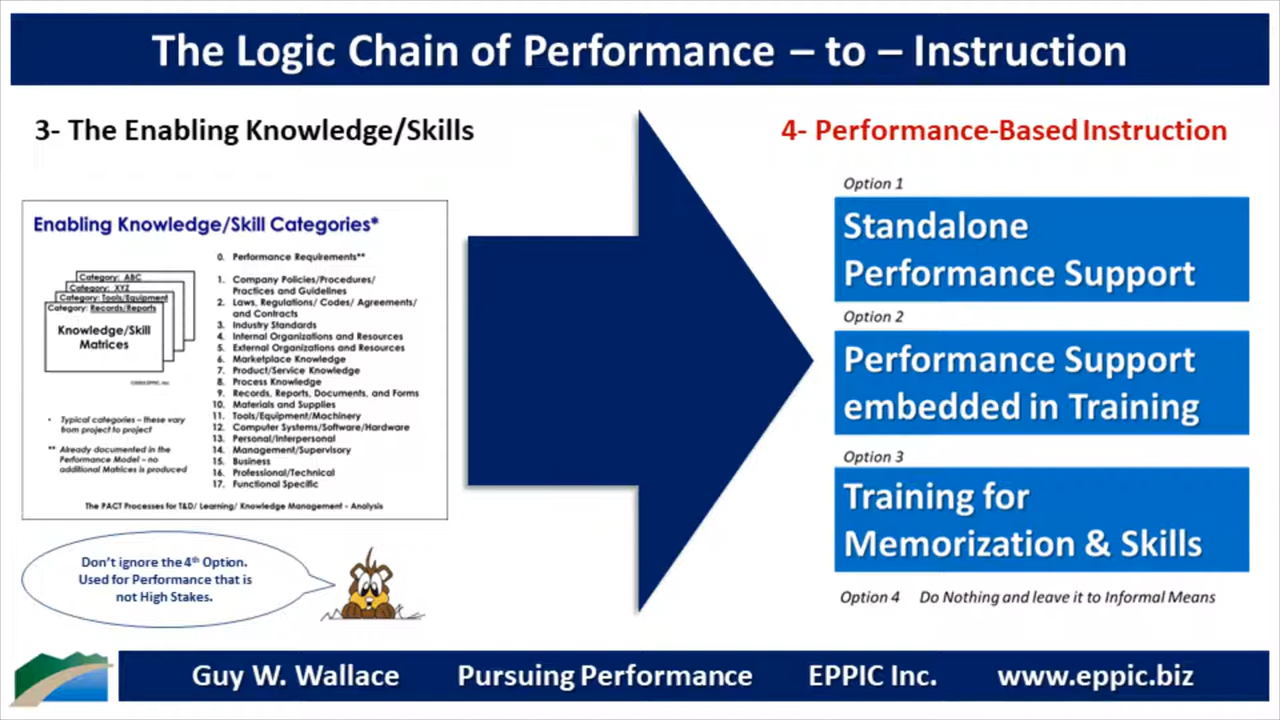 The Logic Chain of Performance – to – Instruction
3- The Enabling Knowledge/Skills
Enabling Knowledge/Skill Categories*
Category: ABC
Category: XYZ
Category: Tools/Equipment
Category: Records/Reports
Knowledge/Skill
Matrices
• Typical categories – these vary
from project to project
** Already documented in the
Performance Model – no
additional Matrices is produced
0. Performance Requirements**
1. Company Policies/Procedures/
Practices and Guidelines
2. Laws, Regulations/ Codes/ Agreements/
and Contracts
3. Industry Standards
4. Internal Organizations and Resources
5. External Organizations and Resources
6. Marketplace Knowledge
7. Product/Service Knowledge
8. Process Knowledge
9. Records, Reports, Documents, and Forms
10. Materials and Supplies
11. Tools/Equipment/Machinery
12. Computer Systems/Software/Hardware
13. Personal/Interpersonal
14. Management/Supervisory
15. Business
16. Professional/Technical
17. Functional Specific
The PACT Processes for T&D/ Learning/ Knowledge Management - Analysis
Don't ignore the 4th Option.
Used for Performance that is
not High Stakes.
4- Performance-Based Instruction
Option 1
Standalone
Performance Support
Option 2
Performance Support
embedded in Training
Option 3
Training for
Memorization & Skills
Option 4 Do Nothing and leave it to Informal Means
Guy W. Wallace Pursuing Performance EPPIC Inc. www.eppic.biz